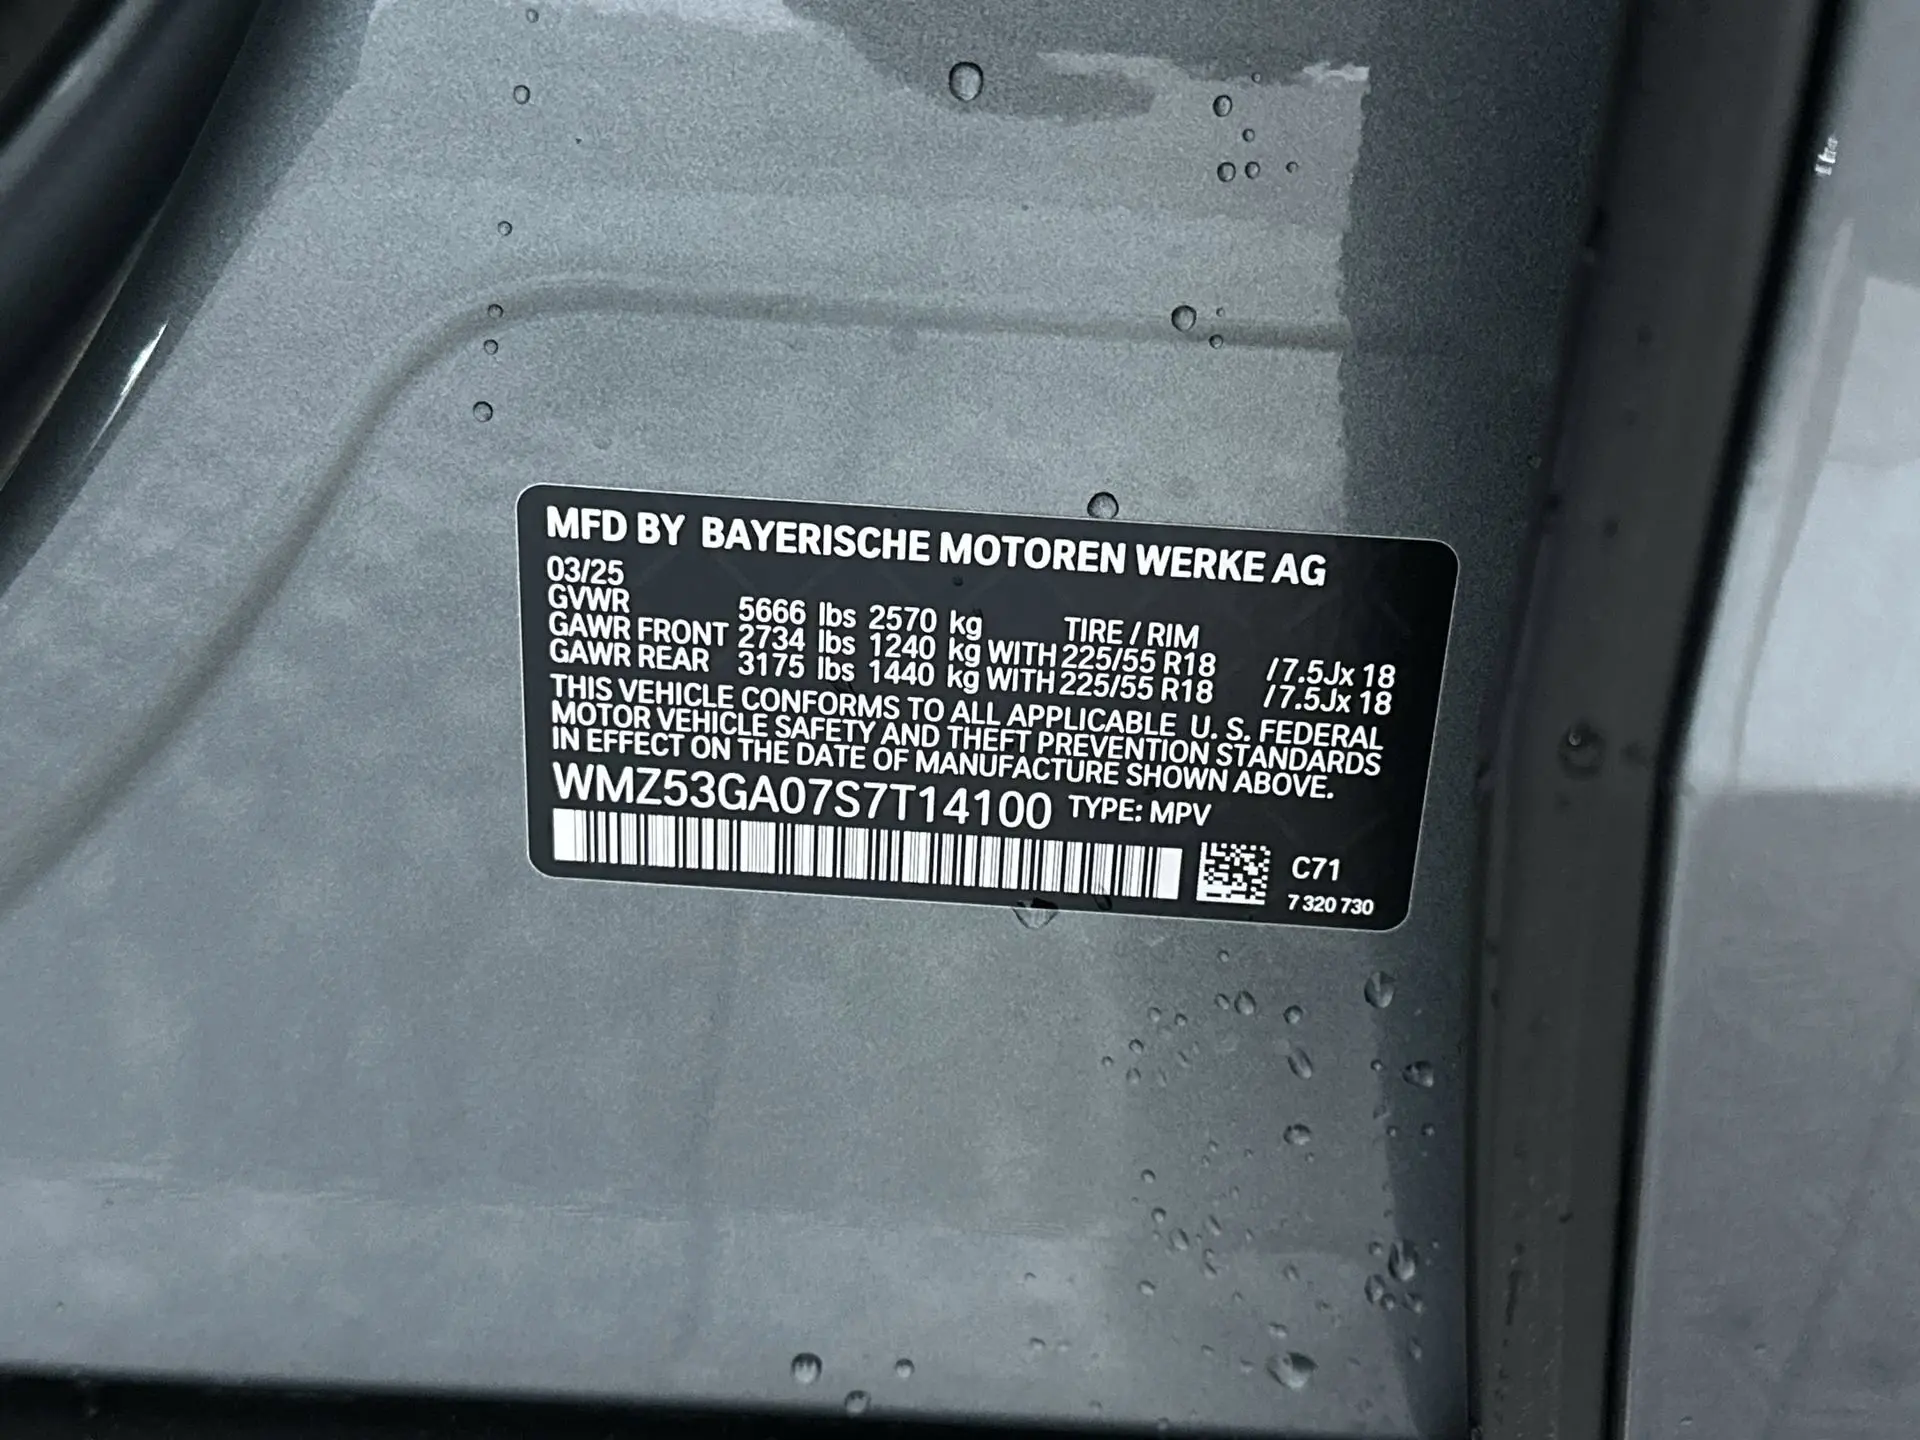 MFD BY BAYERISCHE MOTOREN WERKE AG
03/25
GVWR 5666 lbs 2570 kg TIRE / RIM
GAWR FRONT 2734 lbs 1240 kg WITH 225/55 R18 /7.5Jx 18
GAWR REAR 3175 lbs 1440 kg WITH 225/55 R18 /7.5Jx 18
THIS VEHICLE CONFORMS TO ALL APPLICABLE U. S. FEDERAL
MOTOR VEHICLE SAFETY AND THEFT PREVENTION STANDARDS
IN EFFECT ON THE DATE OF MANUFACTURE SHOWN ABOVE.
WMZ53GA07S7T14100 TYPE: MPV
C71
7 320 730